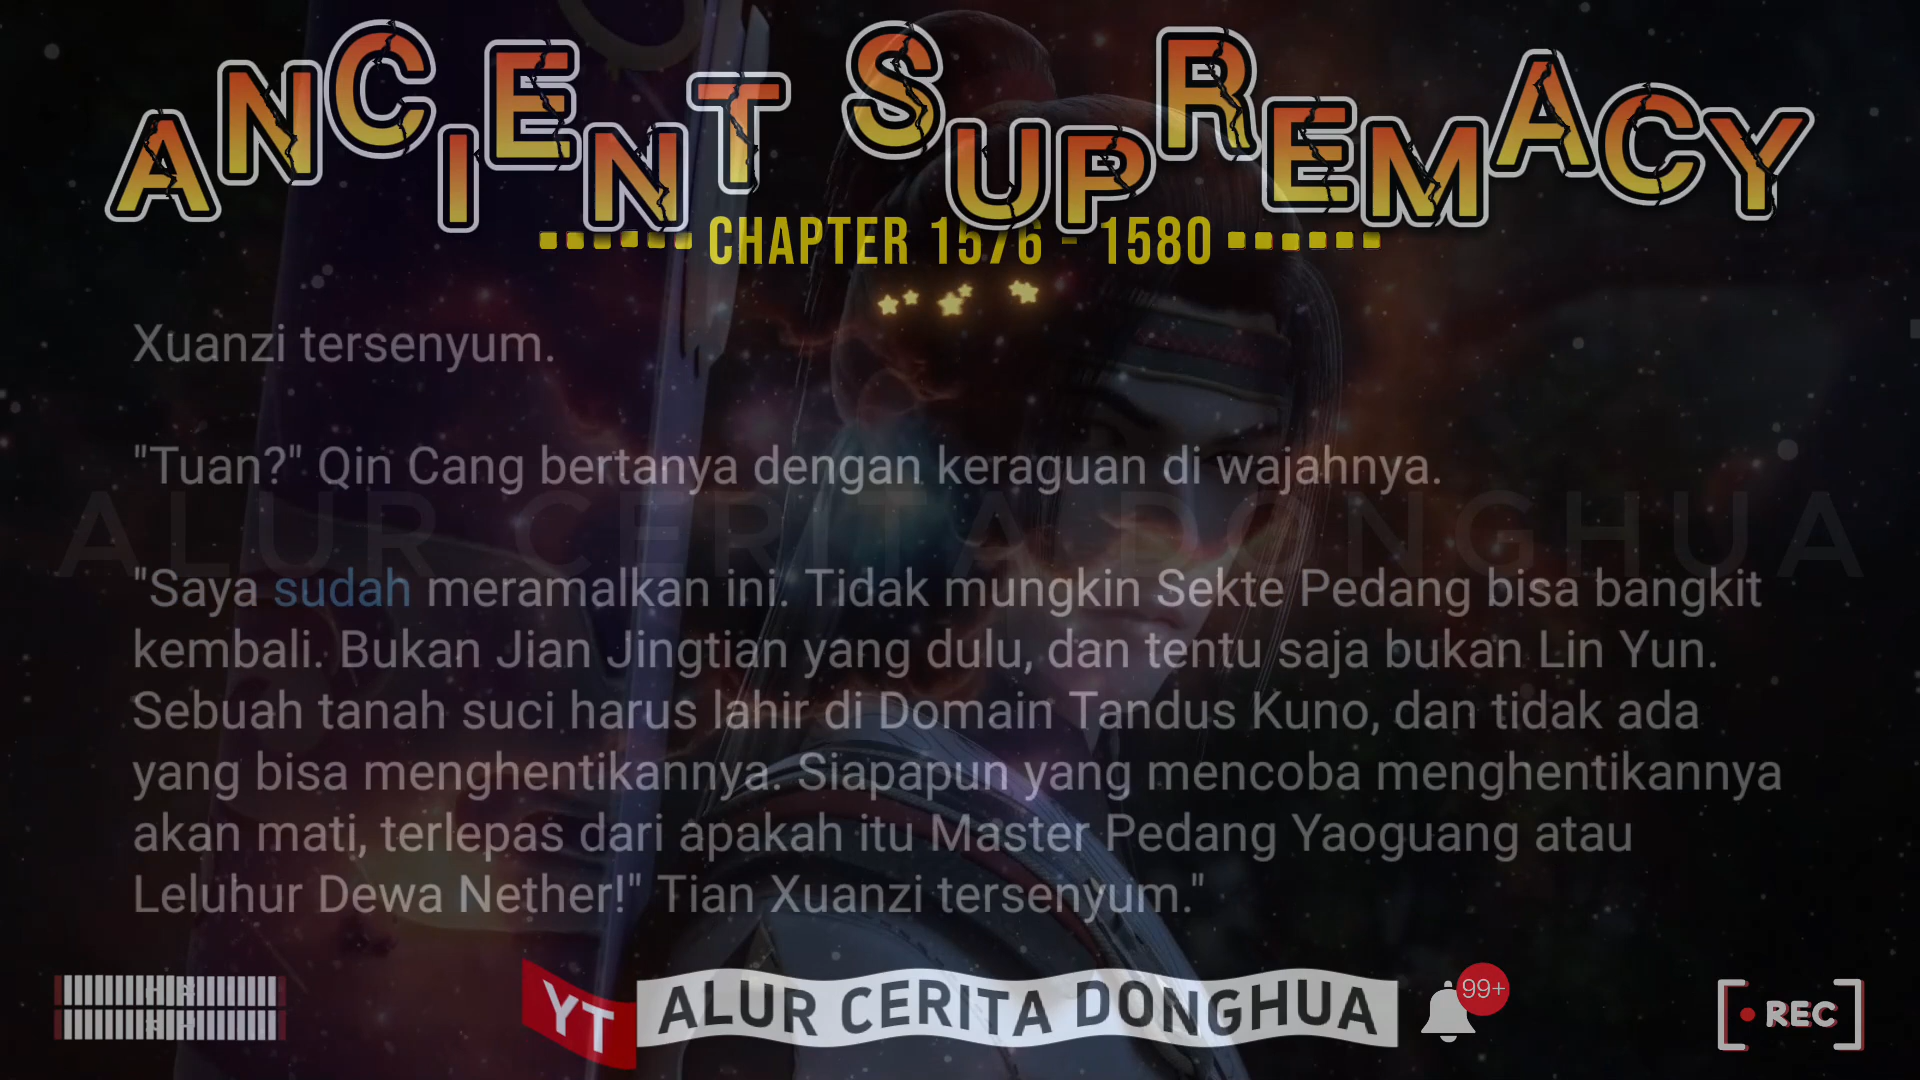 ANCIENT SUPREMACY
CHAPTER 1576 - 1580
Xuanzi tersenyum.
"Tuan?" Qin Cang bertanya dengan keraguan di wajahnya.
ALUR CERITA DONGHUA
"Saya sudah meramalkan ini. Tidak mungkin Sekte Pedang bisa bangkit
kembali. Bukan Jian Jingtian yang dulu, dan tentu saja bukan Lin Yun.
Sebuah tanah suci harus lahir di Domain Tandus Kuno, dan tidak ada
yang bisa menghentikannya. Siapapun yang mencoba menghentikannya
akan mati, terlepas dari apakah itu Master Pedang Yaoguang atau
Leluhur Dewa Nether!" Tian Xuanzi tersenyum."
YT ALUR CERITA DONGHUA
99+
REC